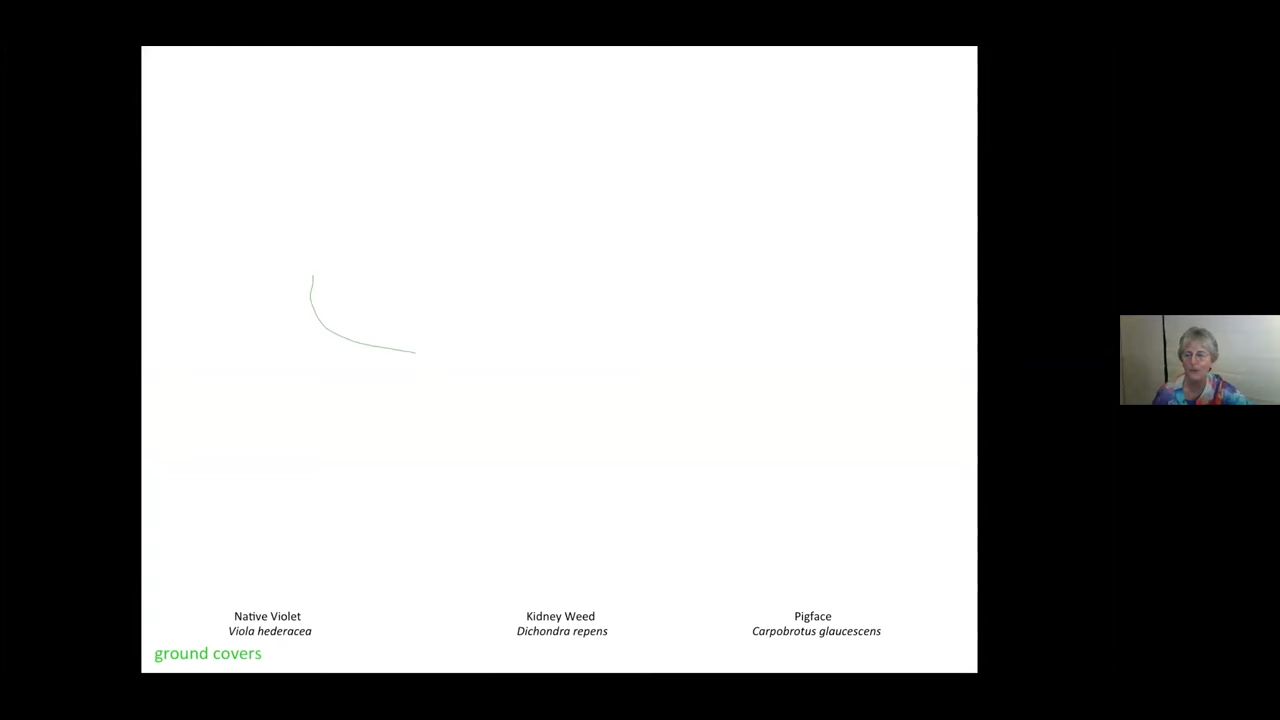 Native Violet
Viola hederacea
Kidney Weed
Dichondra repens
Pigface
Carpobrotus glaucescens
ground covers